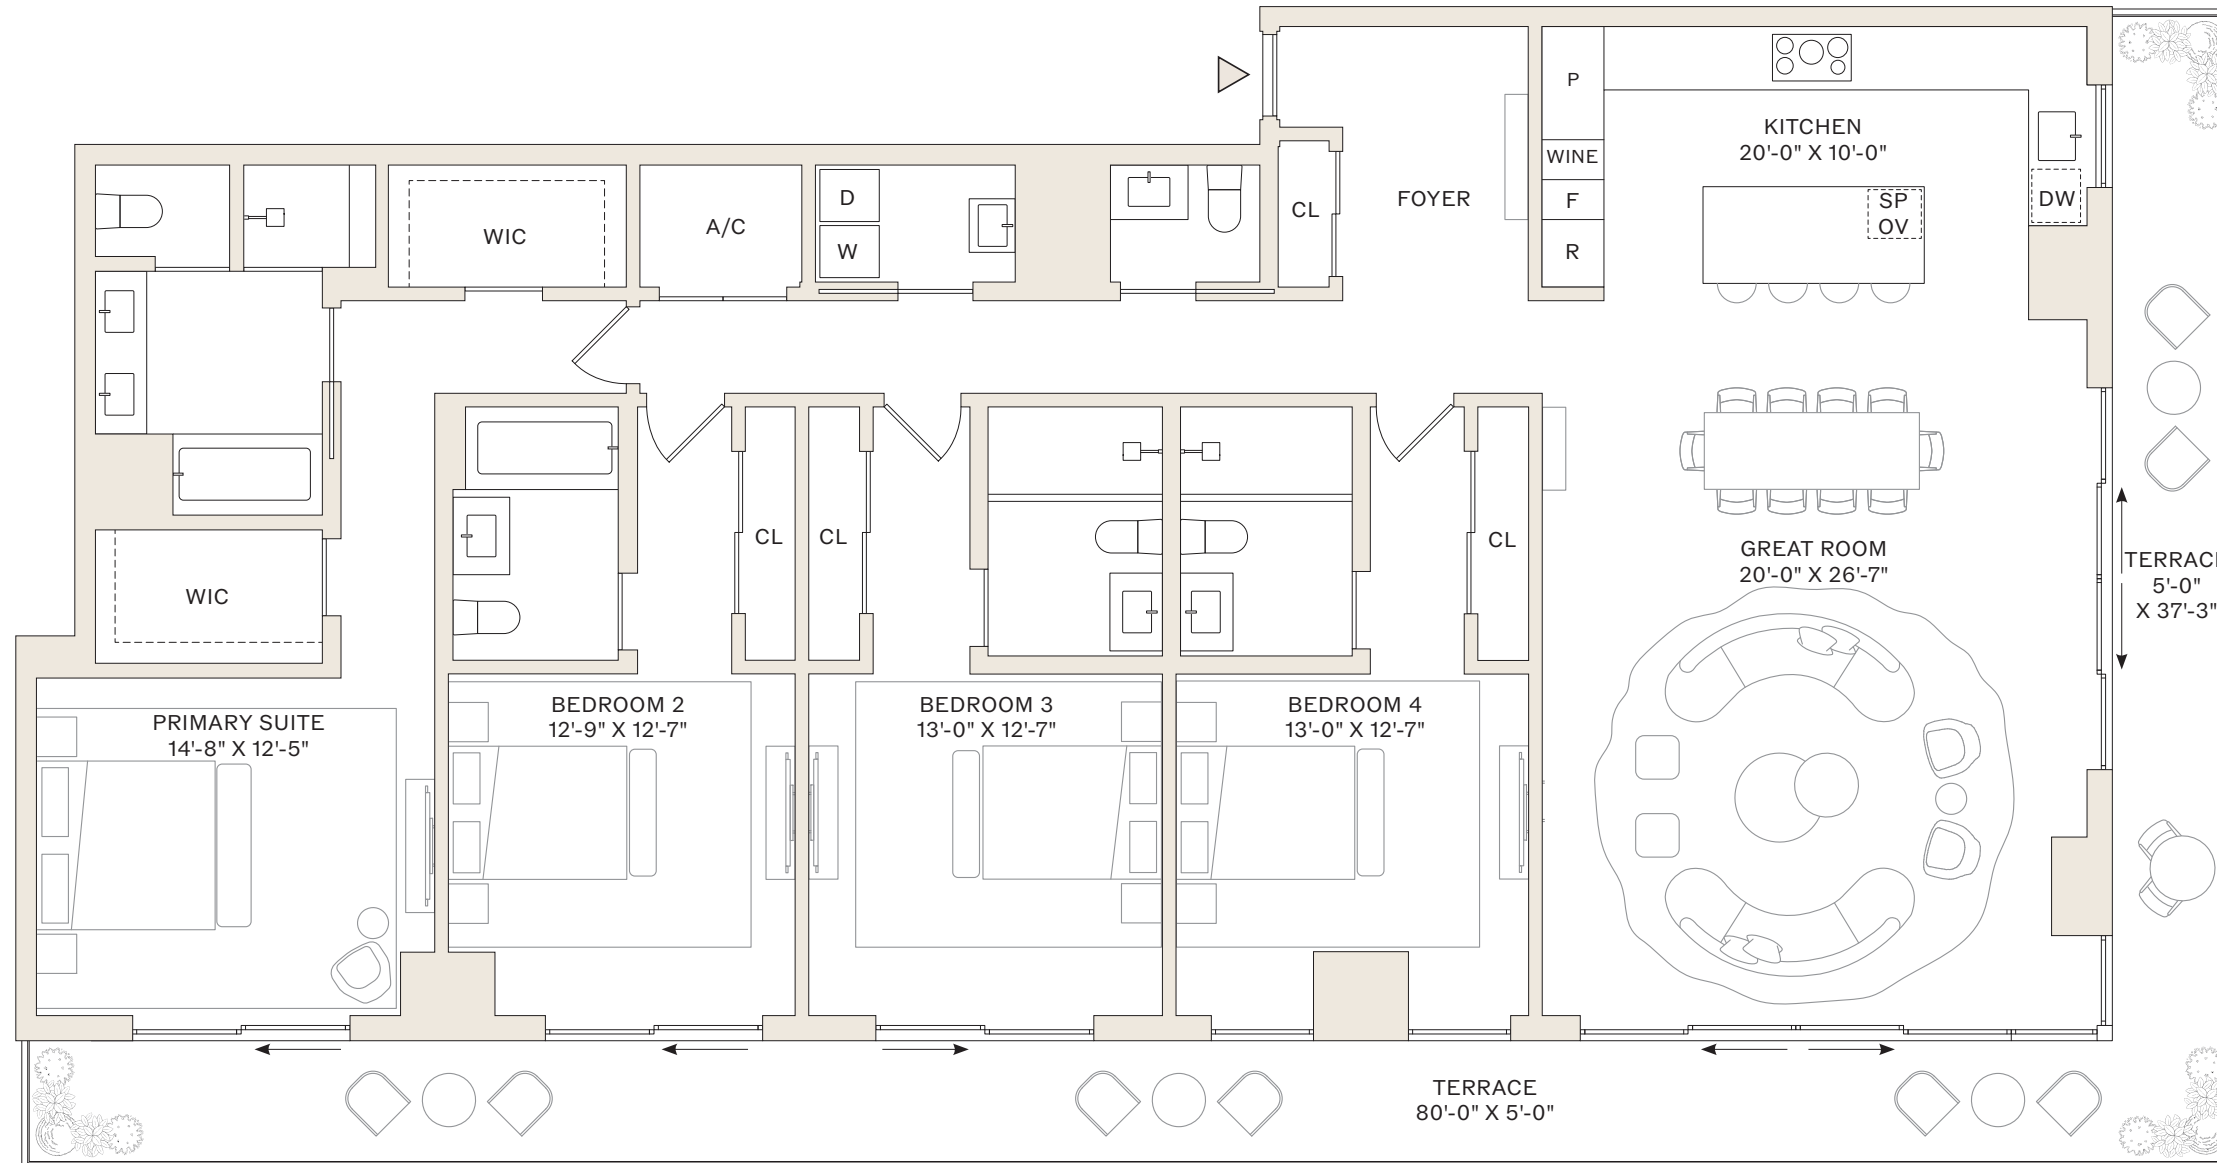 P
KITCHEN
20'-0" X 10'-0"
WINE
FOYER
F
SP
OV
DW
R
D
W
CL
A/C
WIC
CL
CL
CL
WIC
GREAT ROOM
20'-0" X 26'-7"
TERRACE
5'-0"
X 37'-3"
PRIMARY SUITE
14'-8" X 12'-5"
BEDROOM 2
12'-9" X 12'-7"
BEDROOM 3
13'-0" X 12'-7"
BEDROOM 4
13'-0" X 12'-7"
TERRACE
80'-0" X 5'-0"